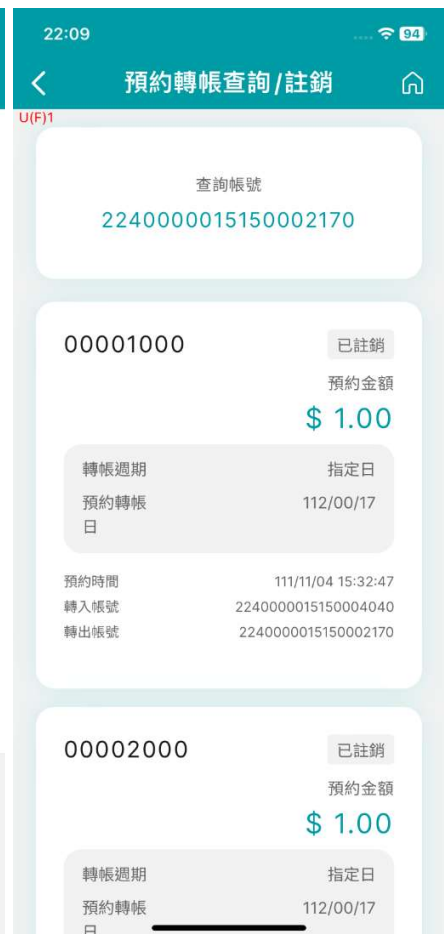 22:09
94
預約轉帳查詢/註銷
U(F)1
查詢帳號
2240000015150002170
00001000 已註銷
預約金額
$ 1.00
轉帳週期 指定日
預約轉帳 112/00/17
日
預約時間 111/11/04 15:32:47
轉入帳號 2240000015150004040
轉出帳號 2240000015150002170
00002000 已註銷
預約金額
$ 1.00
轉帳週期 指定日
預約轉帳 112/00/17
日